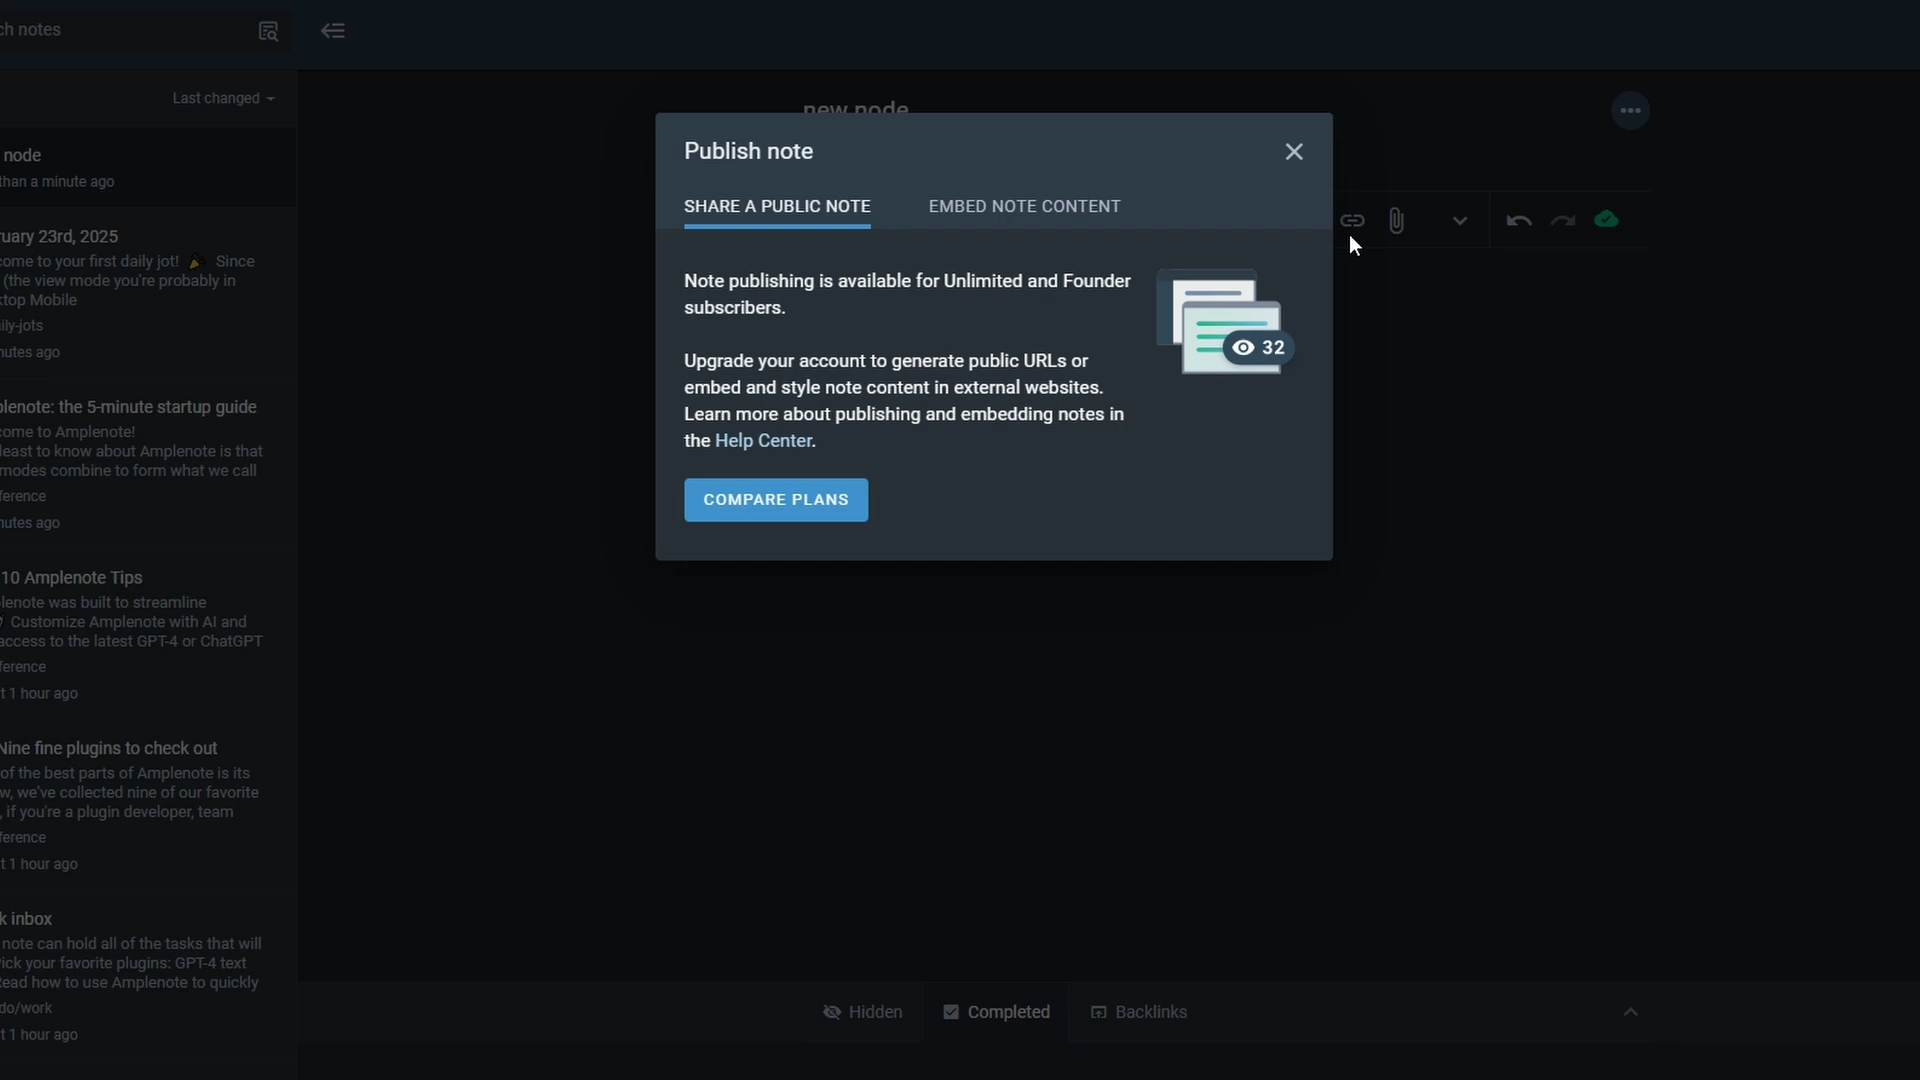 ch notes
Last changed
node
than a minute ago
ruary 23rd, 2025
come to your first daily jot! 🎉 Since
(the view mode you're probably in
ktop Mobile
ily-jots
nutes ago
plenote: the 5-minute startup guide
come to Amplenote!
least to know about Amplenote is that
modes combine to form what we call
ference
nutes ago
10 Amplenote Tips
plenote was built to streamline
Customize Amplenote with AI and
access to the latest GPT-4 or ChatGPT
ference
t 1 hour ago
Nine fine plugins to check out
of the best parts of Amplenote is its
w, we've collected nine of our favorite
, if you're a plugin developer, team
ference
t 1 hour ago
k inbox
note can hold all of the tasks that will
Pick your favorite plugins: GPT-4 text
Read how to use Amplenote to quickly
do/work
t 1 hour ago
new node
Publish note
SHARE A PUBLIC NOTE
EMBED NOTE CONTENT
Note publishing is available for Unlimited and Founder
subscribers.
32
Upgrade your account to generate public URLs or
embed and style note content in external websites.
Learn more about publishing and embedding notes in
the Help Center.
COMPARE PLANS
Hidden
Completed
Backlinks